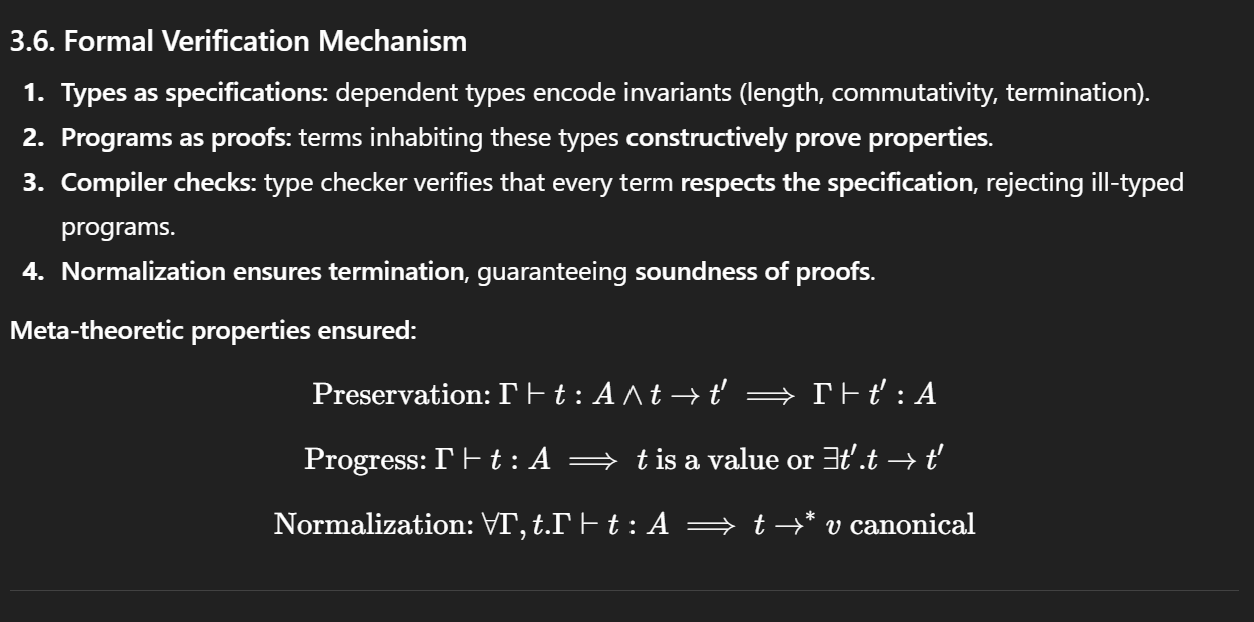 3.6. Formal Verification Mechanism
1. Types as specifications: dependent types encode invariants (length, commutativity, termination).
2. Programs as proofs: terms inhabiting these types constructively prove properties.
3. Compiler checks: type checker verifies that every term respects the specification, rejecting ill-typed
programs.
4. Normalization ensures termination, guaranteeing soundness of proofs.
Meta-theoretic properties ensured:
Preservation: Γ ⊢ t : A ∧ t → t′ ⟹ Γ ⊢ t′ : A
Progress: Γ ⊢ t : A ⟹ t is a value or ∃t′.t → t′
Normalization: ∀Γ, t.Γ ⊢ t : A ⟹ t →* v canonical